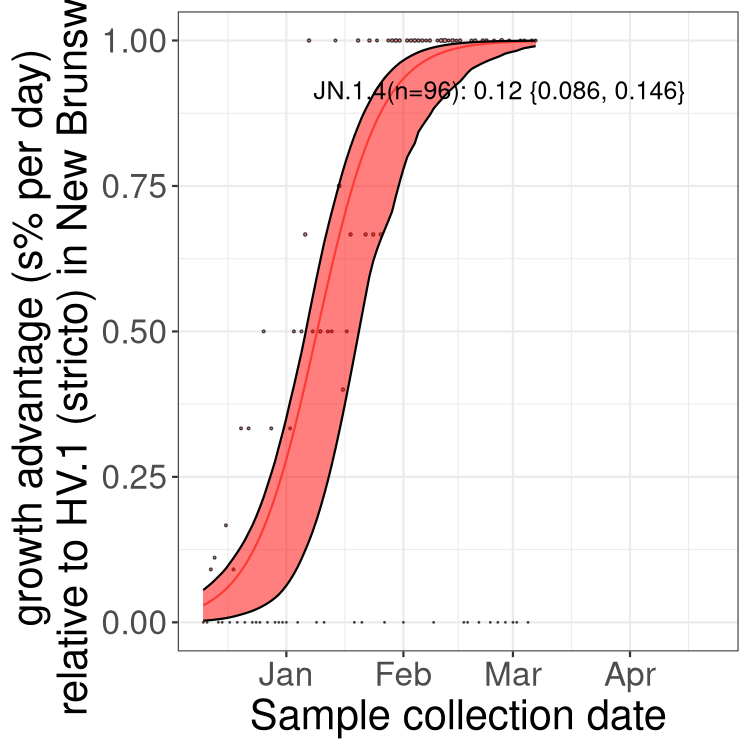 growth advantage (s% per day)
relative to HV.1 (stricto) in New Brunsw
1.00
0.75
0.50
0.25
0.00
JN.1.4(n=96): 0.12 {0.086, 0.146}
Jan Feb Mar Apr
Sample collection date